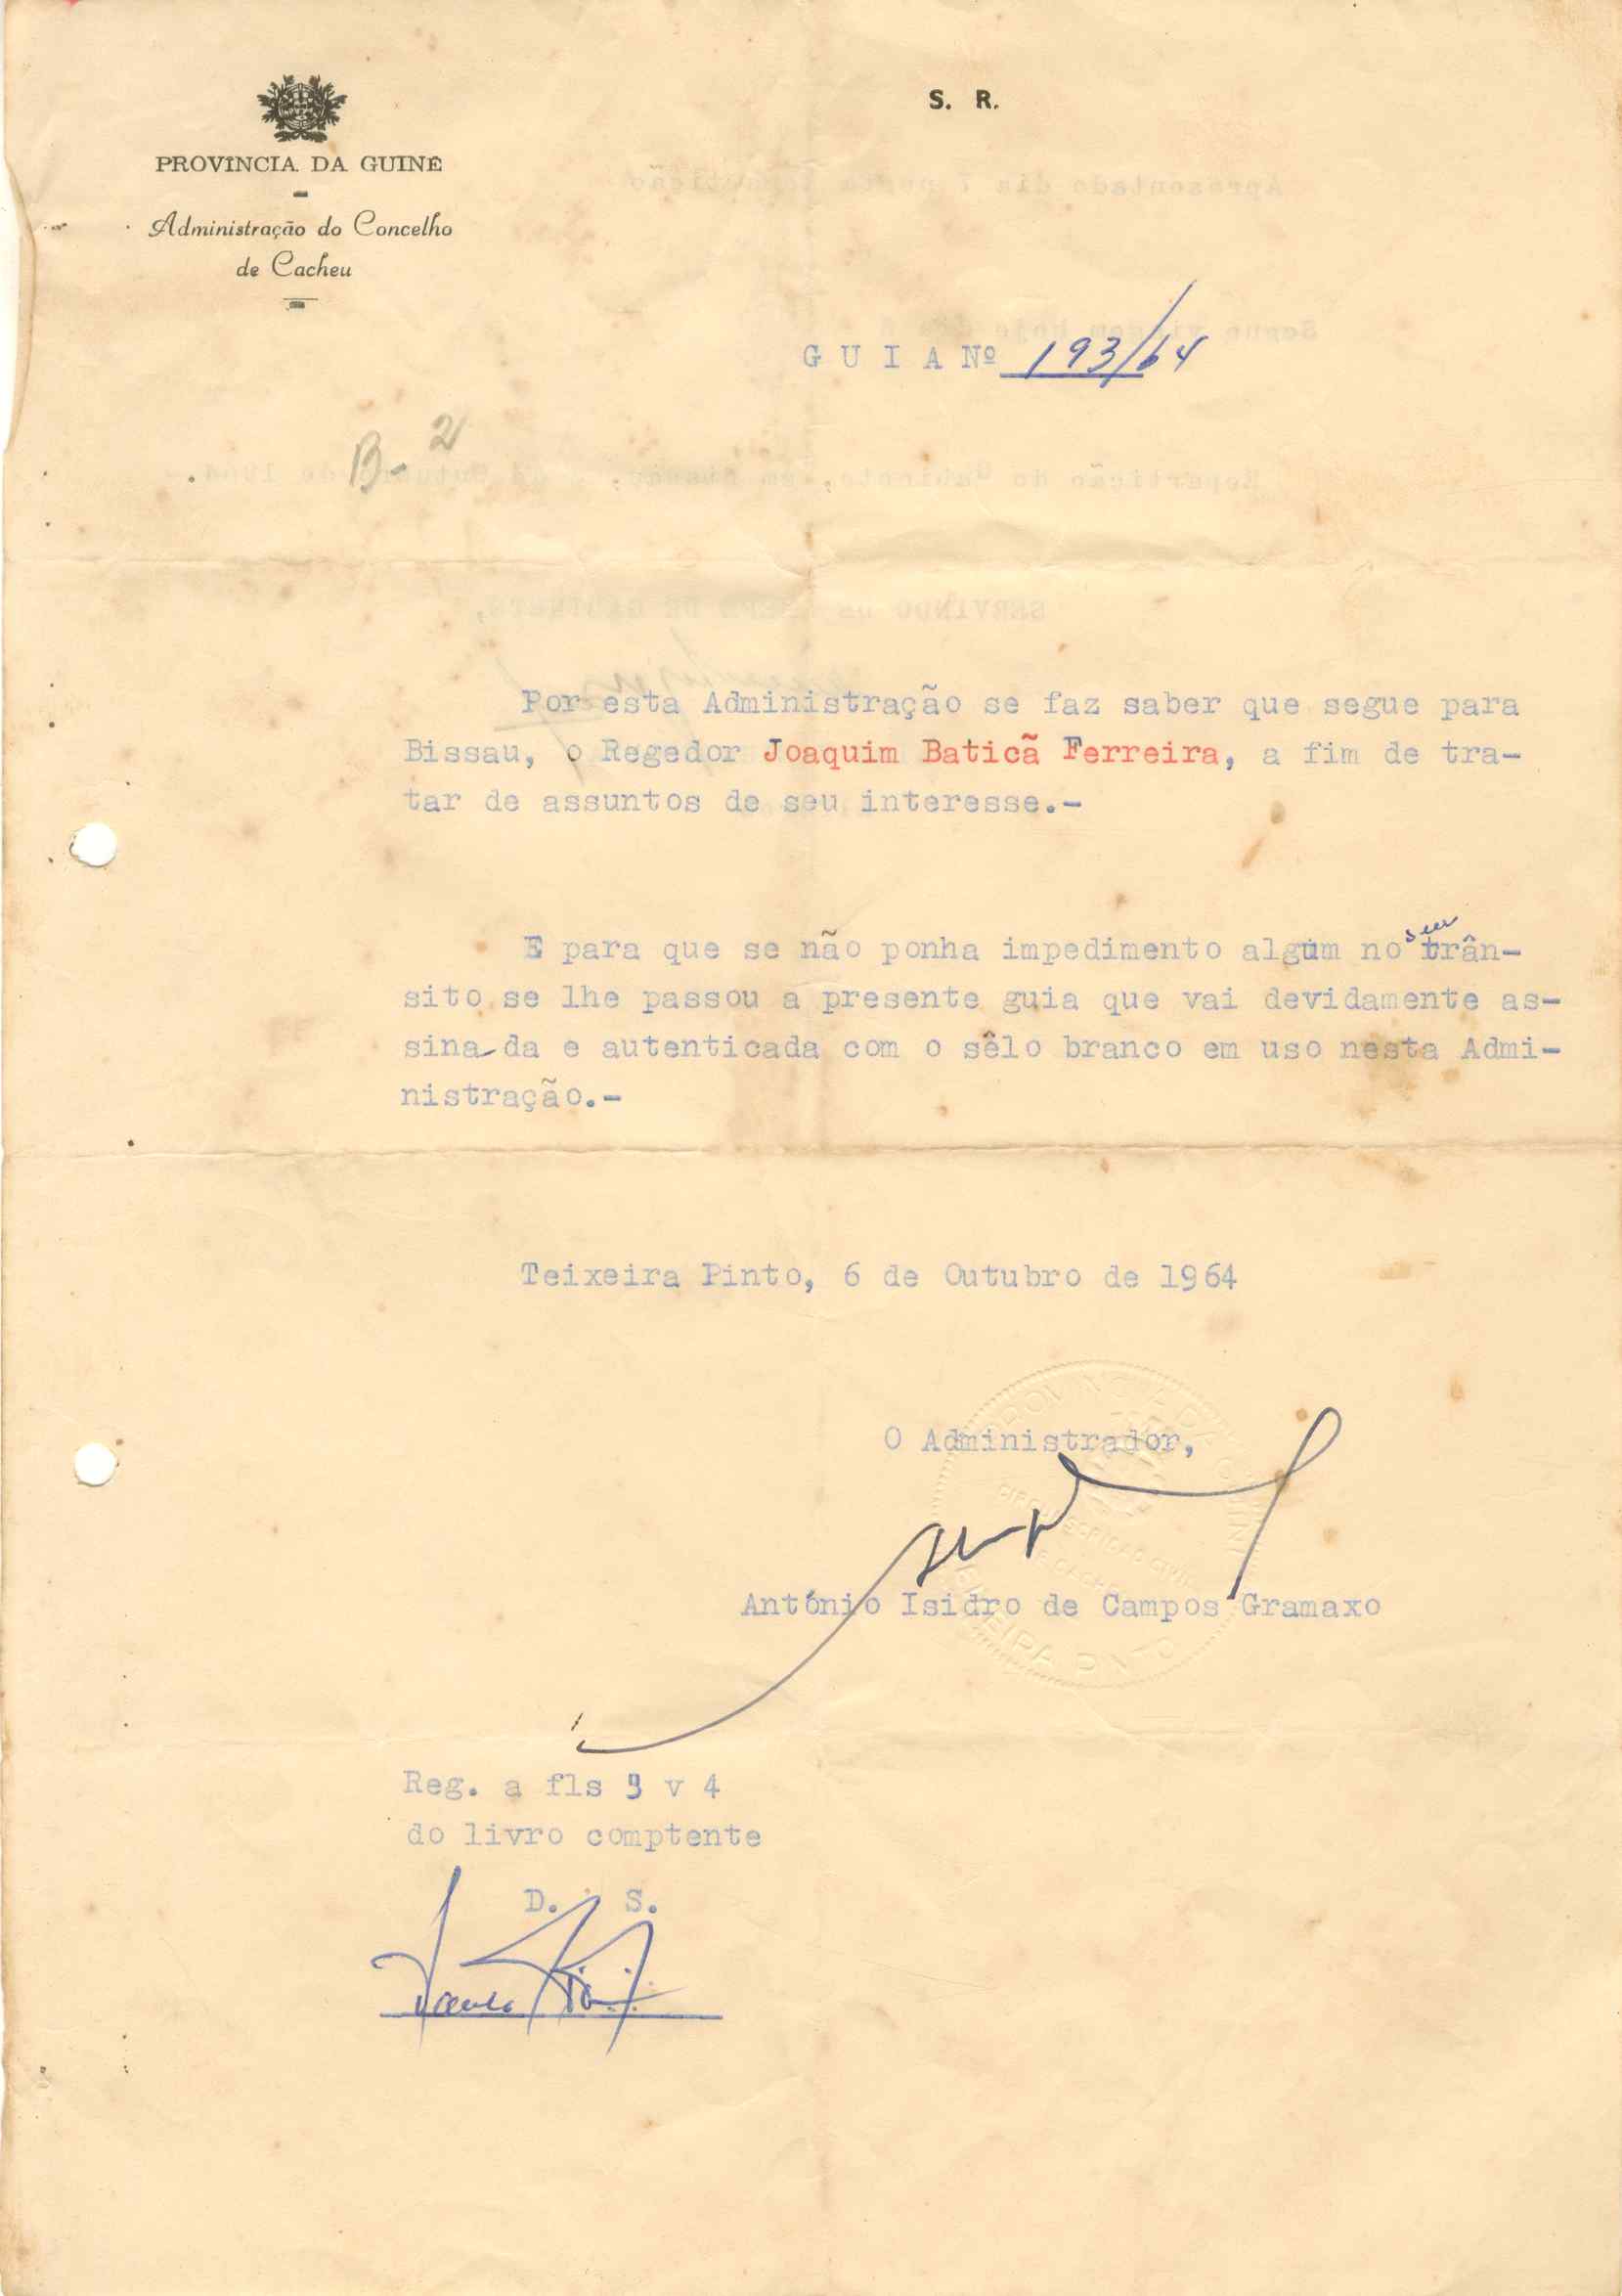 S. R.
PROVÍNCIA DA GUINÉ
Administração do Concelho
de Cacheu
G U I A Nº 193/64
B-2
Por esta Administração se faz saber que segue para
Bissau, o Regedor Joaquim Baticã Ferreira, a fim de tra-
tar de assuntos de seu interesse.-
E para que se não ponha impedimento algum no seu trân-
sito se lhe passou a presente guia que vai devidamente as-
sina-da e autenticada com o sêlo branco em uso nesta Admi-
nistração.-
Teixeira Pinto, 6 de Outubro de 1964
O Administrador,
António Isidro de Campos Gramaxo
Reg. a fls 3 v 4
do livro comptente
D. S.